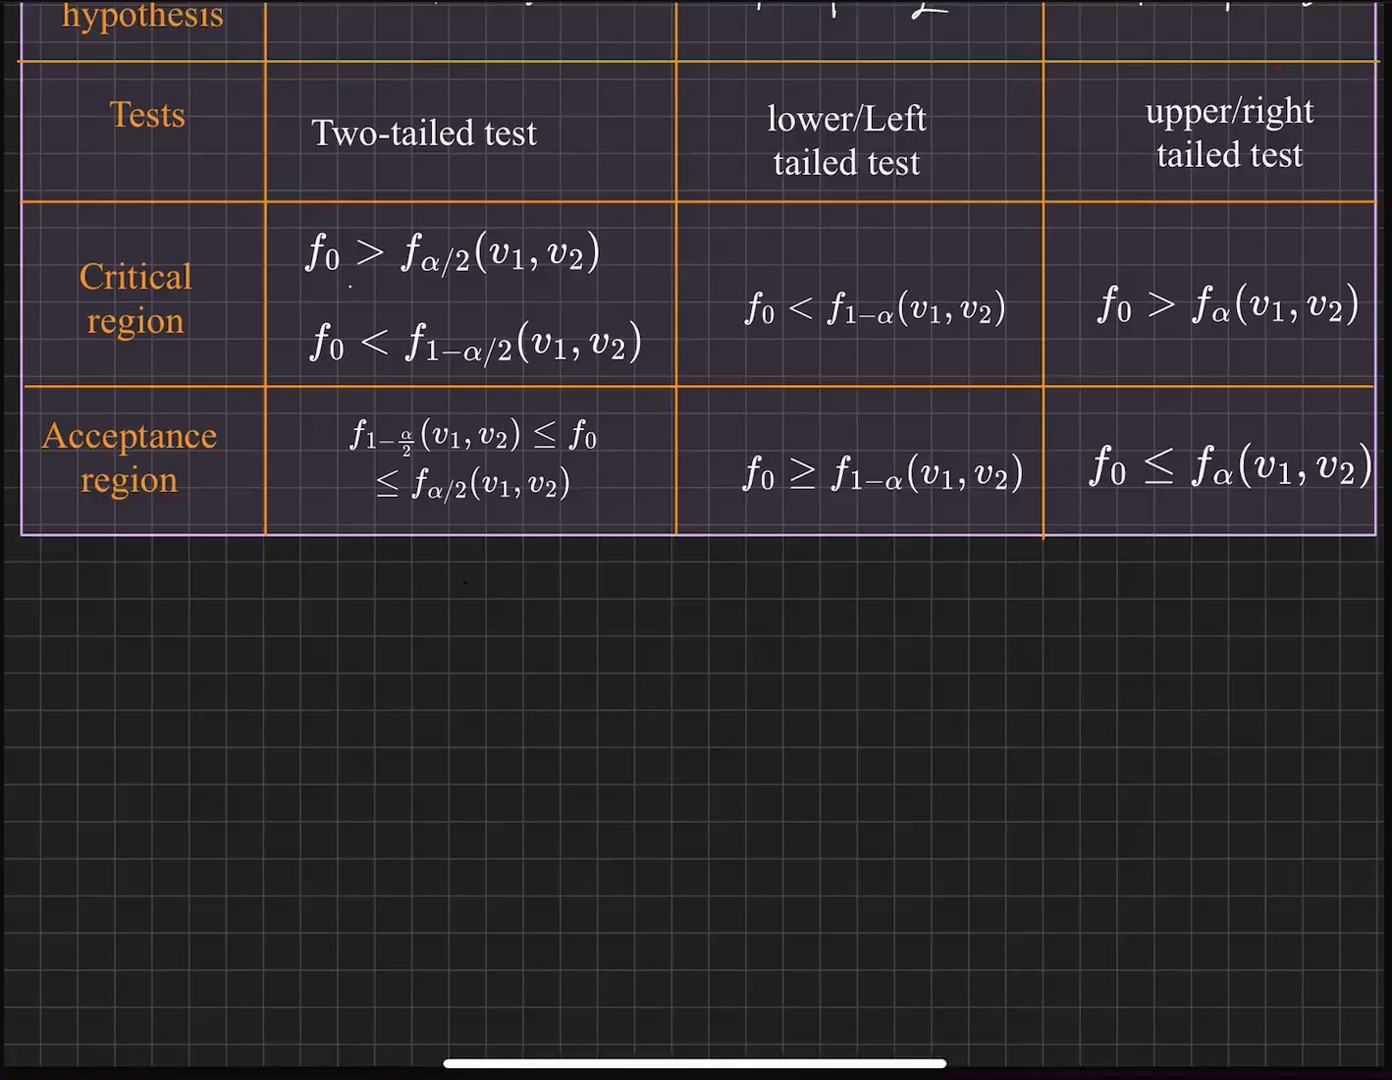 hypothesis
Tests
Two-tailed test
lower/Left
tailed test
upper/right
tailed test
Critical
region
f₀ > f_{α/2}(v₁, v₂)
f₀ < f_{1−α/2}(v₁, v₂)
f₀ < f_{1−α}(v₁, v₂)
f₀ > f_α(v₁, v₂)
Acceptance
region
f_{1−α/2}(v₁, v₂) ≤ f₀
≤ f_{α/2}(v₁, v₂)
f₀ ≥ f_{1−α}(v₁, v₂)
f₀ ≤ f_α(v₁, v₂)